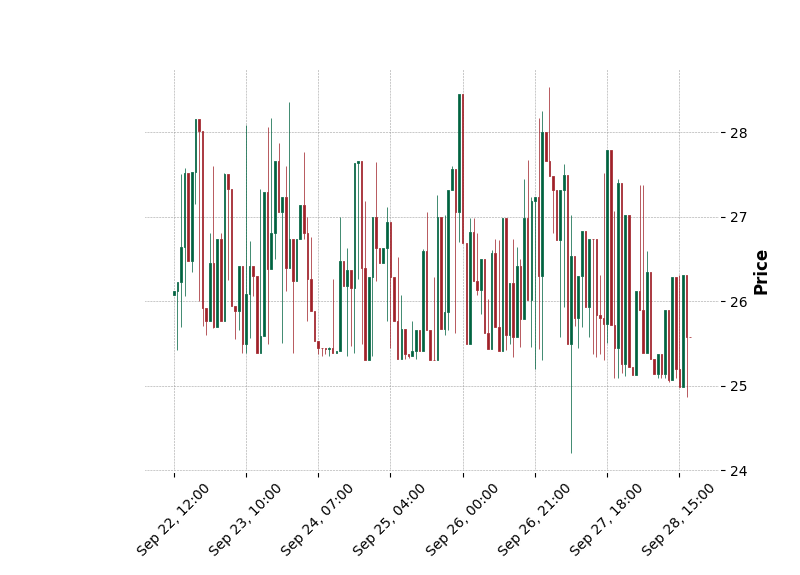 28
27
26
25
24
Price
Sep 22, 12:00
Sep 23, 10:00
Sep 24, 07:00
Sep 25, 04:00
Sep 26, 00:00
Sep 26, 21:00
Sep 27, 18:00
Sep 28, 15:00